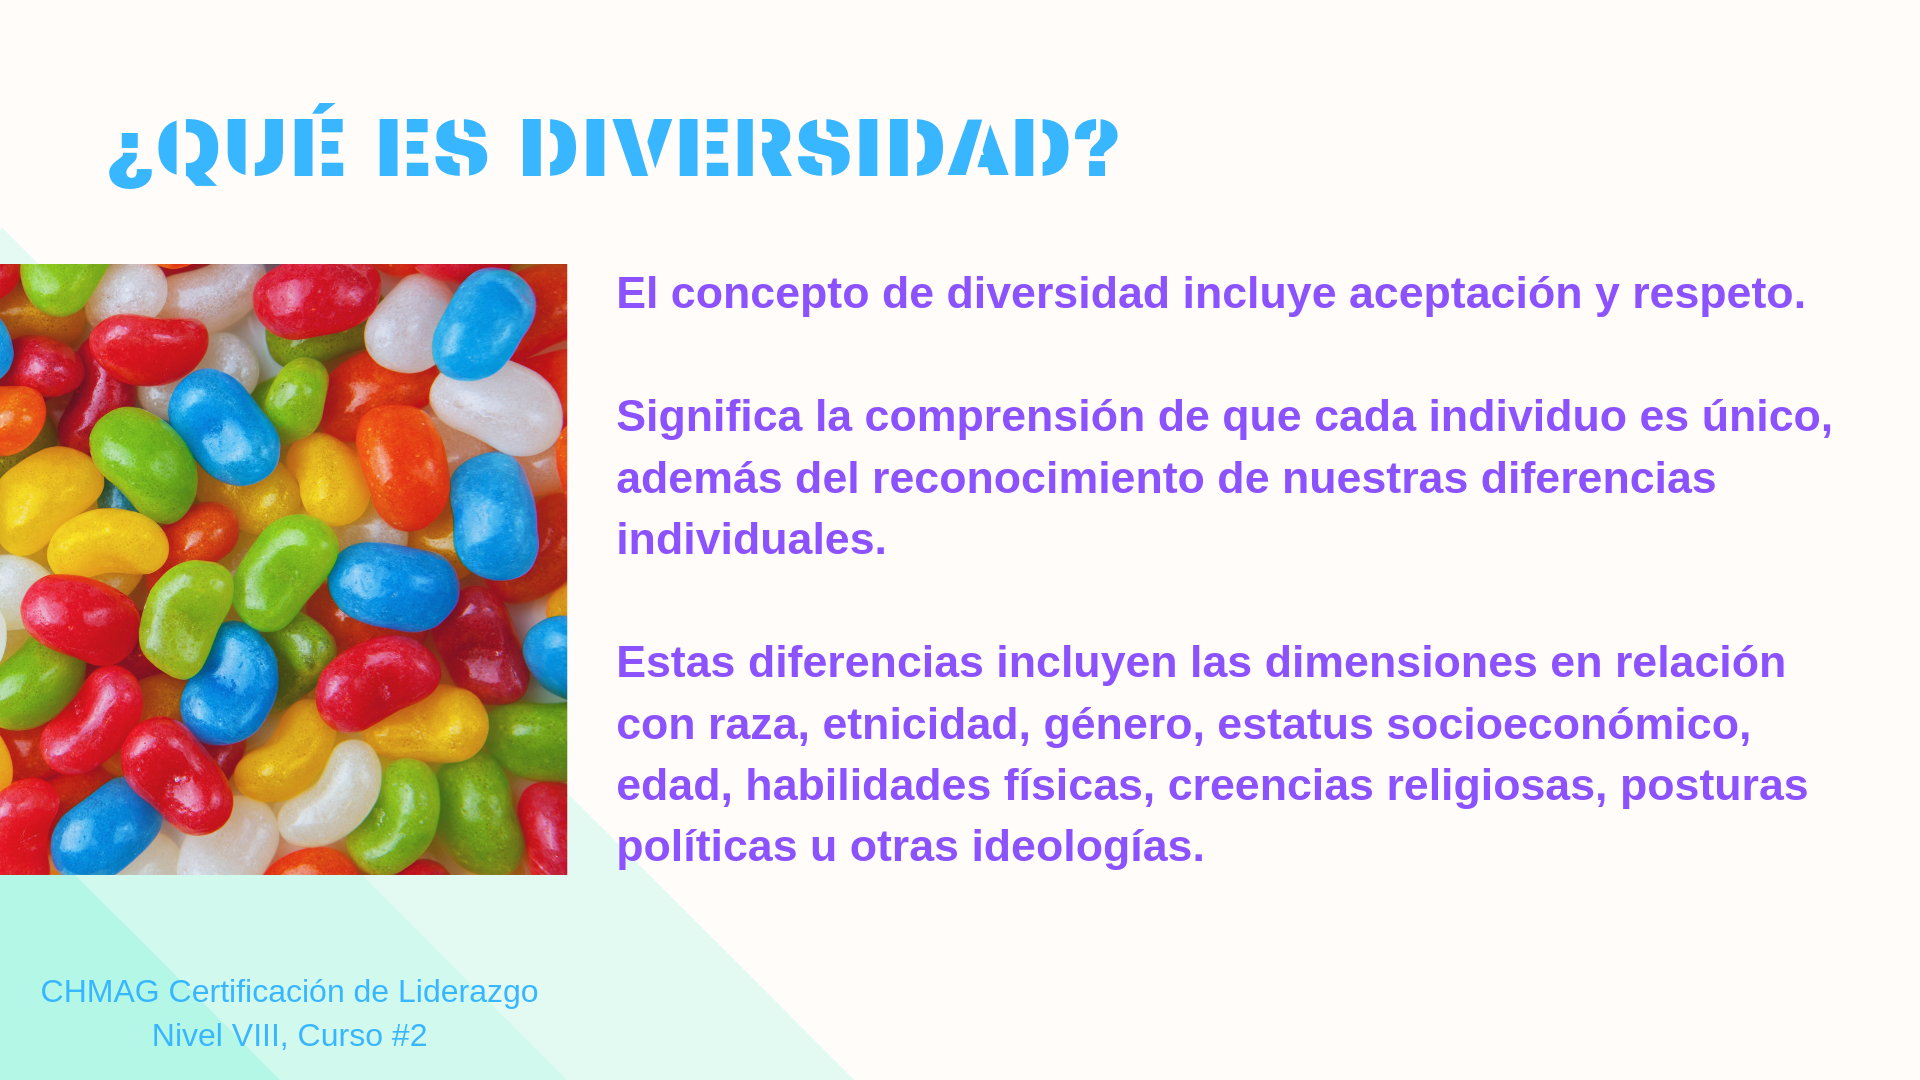 ¿QUÉ ES DIVERSIDAD?
El concepto de diversidad incluye aceptación y respeto.
Significa la comprensión de que cada individuo es único,
además del reconocimiento de nuestras diferencias
individuales.
Estas diferencias incluyen las dimensiones en relación
con raza, etnicidad, género, estatus socioeconómico,
edad, habilidades físicas, creencias religiosas, posturas
políticas u otras ideologías.
CHMAG Certificación de Liderazgo
Nivel VIII, Curso #2